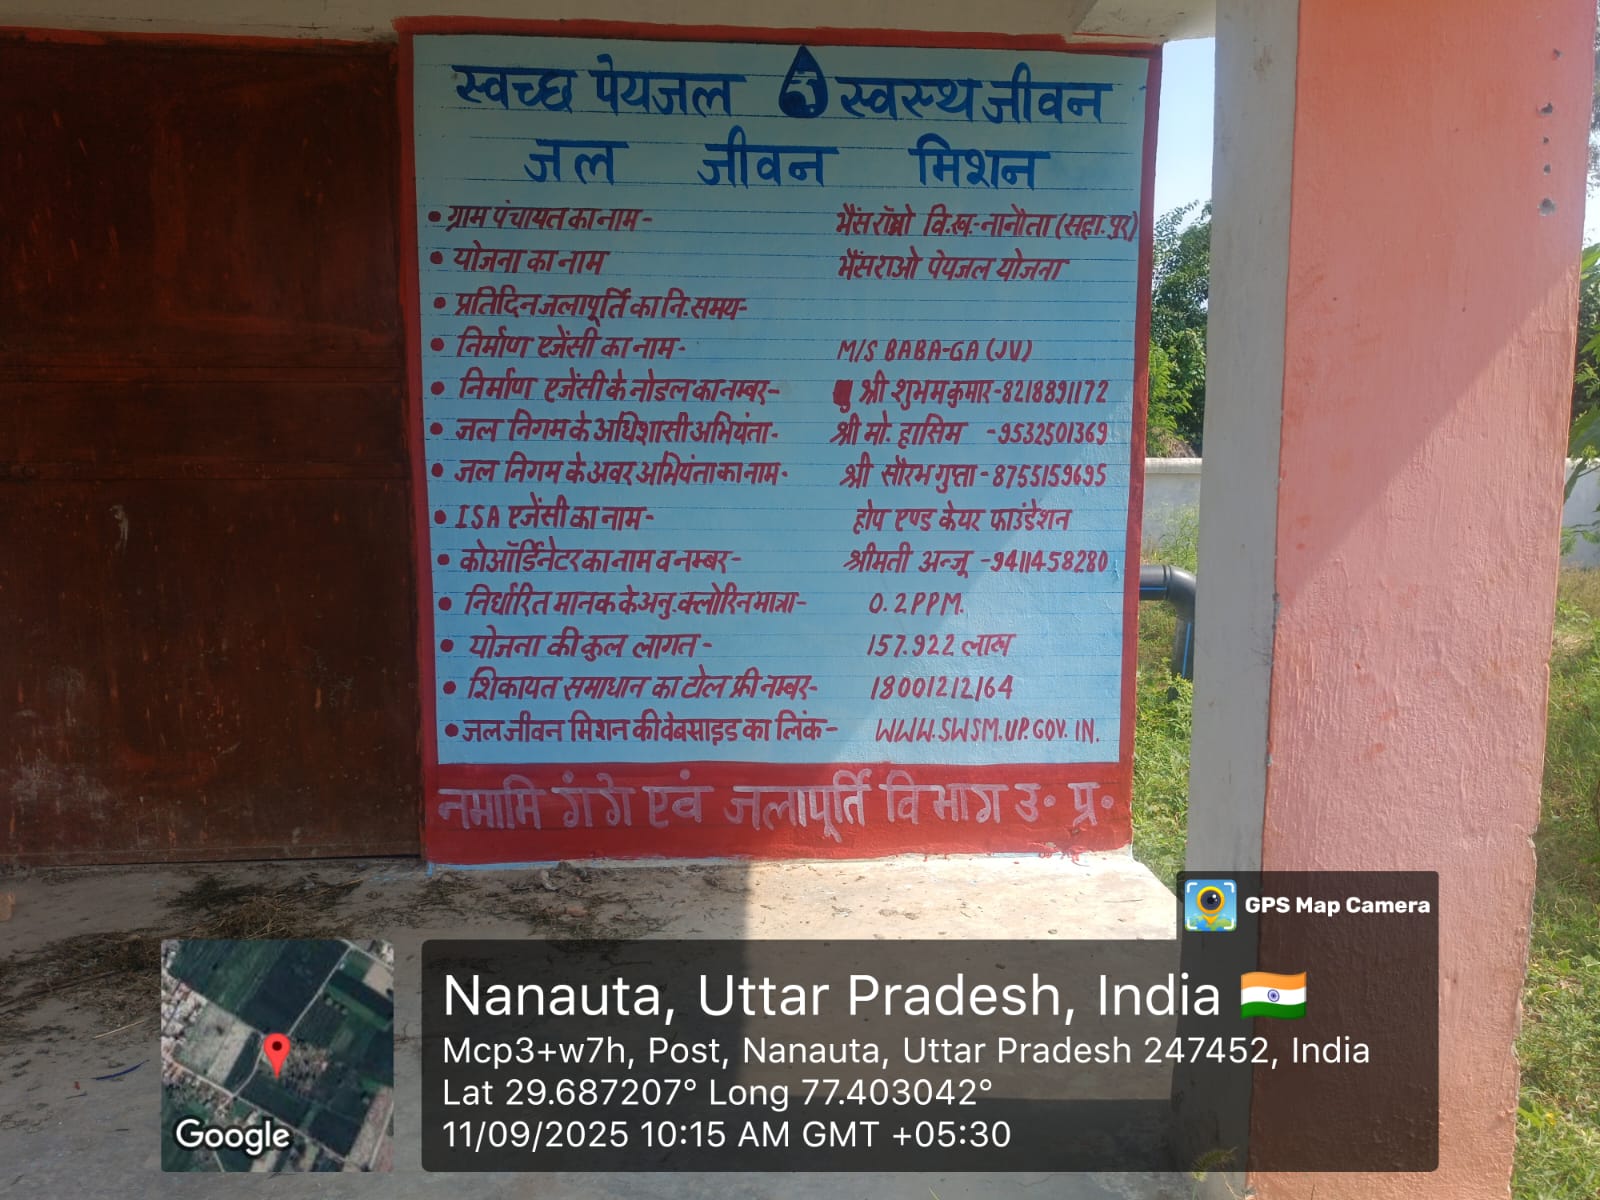 स्वच्छ पेयजल स्वस्थ जीवन
जल जीवन मिशन
• ग्राम पंचायत का नाम- वि.ख.-नानौता (सहा.पुर)
• योजना का नाम भैंसराओ पेयजल योजना
• प्रतिदिन जलापूर्ति का नि.समय-
• निर्माण एजेंसी का नाम- M/S BABA-GA (JV)
• निर्माण एजेंसी के नोडल का नम्बर- श्री शुभम कुमार-8218891172
• जल निगम के अधिशासी अभियंता- श्री मो. हासिम -9532501369
• जल निगम के अवर अभियंता का नाम- श्री सौरभ गुप्ता-8755159695
• ISA एजेंसी का नाम- होप एण्ड केयर फाउंडेशन
• कोऑर्डिनेटर का नाम व नम्बर- श्रीमती अन्जू -9411458280
• निर्धारित मानक के अनु.क्लोरिन मात्रा- 0.2PPM.
• योजना की कुल लागत- 157.922 लाख
• शिकायत समाधान का टोल फ्री नम्बर- 18001212164
• जल जीवन मिशन की वेबसाइड का लिंक- WWW.SWSM.UP.GOV.IN.
नमामि गंगे एवं जलापूर्ति विभाग उ॰ प्र॰
GPS Map Camera
Nanauta, Uttar Pradesh, India
Mcp3+w7h, Post, Nanauta, Uttar Pradesh 247452, India
Lat 29.687207° Long 77.403042°
11/09/2025 10:15 AM GMT +05:30
Google